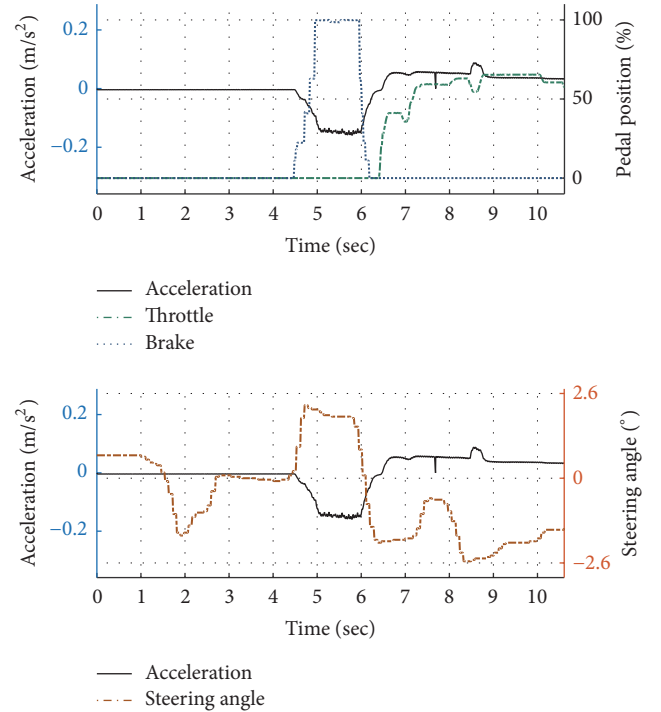 Acceleration (m/s²)
0.2
0
−0.2
100
50
0
Pedal position (%)
0 1 2 3 4 5 6 7 8 9 10
Time (sec)
Acceleration
Throttle
Brake
Acceleration (m/s²)
0.2
0
−0.2
2.6
0
−2.6
Steering angle (°)
0 1 2 3 4 5 6 7 8 9 10
Time (sec)
Acceleration
Steering angle